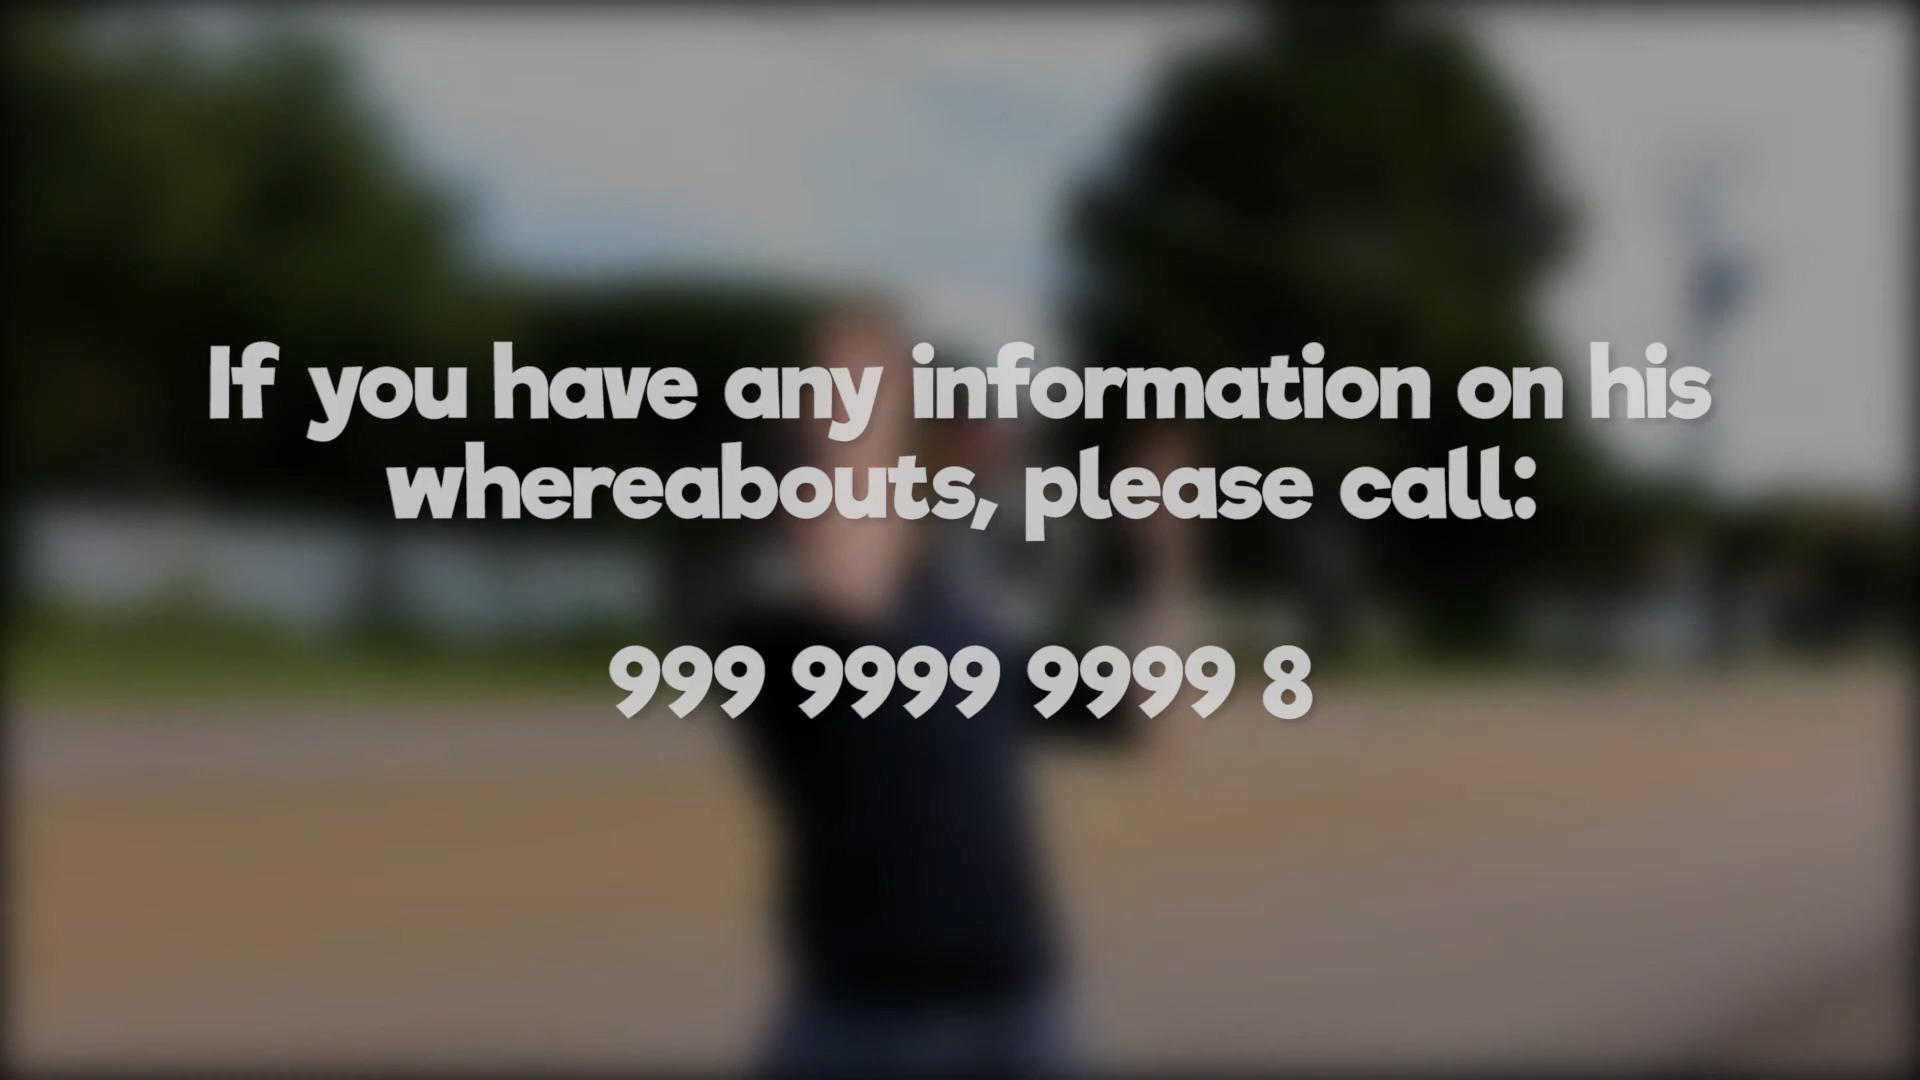 If you have any information on his
whereabouts, please call:
999 9999 9999 8